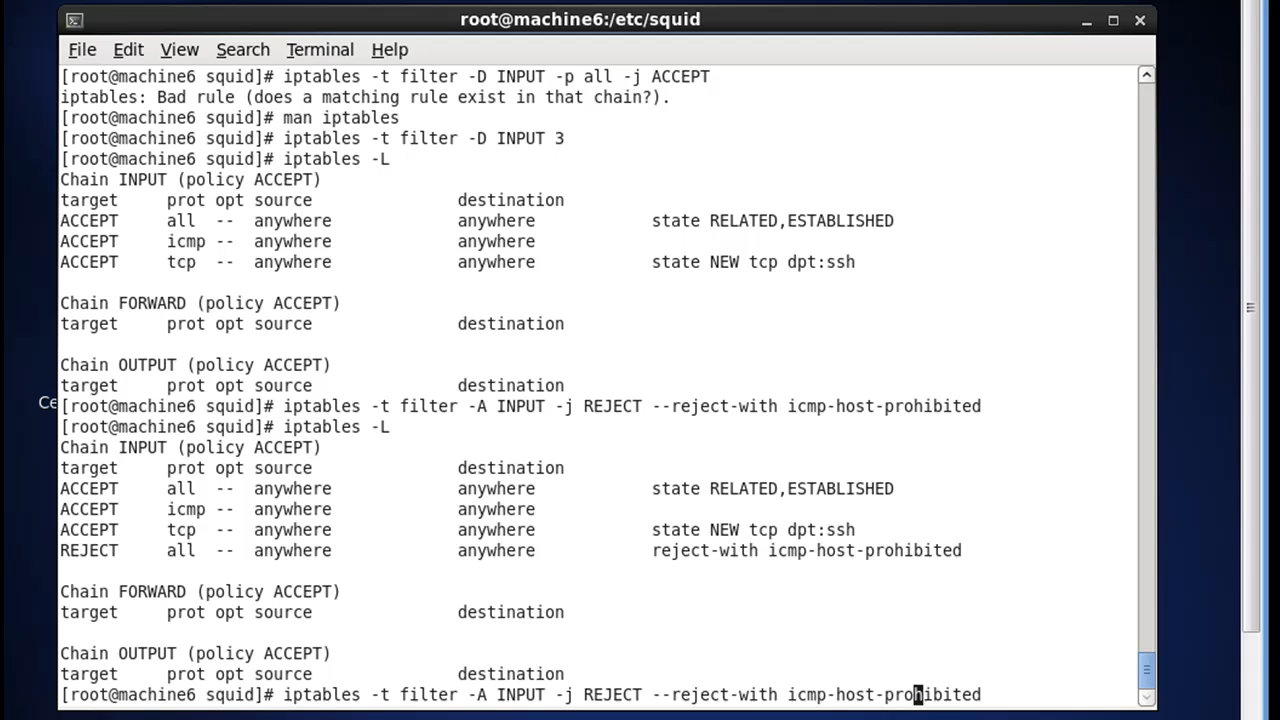 root@machine6:/etc/squid
File Edit View Search Terminal Help
[root@machine6 squid]# iptables -t filter -D INPUT -p all -j ACCEPT
iptables: Bad rule (does a matching rule exist in that chain?).
[root@machine6 squid]# man iptables
[root@machine6 squid]# iptables -t filter -D INPUT 3
[root@machine6 squid]# iptables -L
Chain INPUT (policy ACCEPT)
target     prot opt source               destination
ACCEPT     all  --  anywhere             anywhere            state RELATED,ESTABLISHED
ACCEPT     icmp --  anywhere             anywhere
ACCEPT     tcp  --  anywhere             anywhere            state NEW tcp dpt:ssh
Chain FORWARD (policy ACCEPT)
target     prot opt source               destination
Chain OUTPUT (policy ACCEPT)
target     prot opt source               destination
Ce
[root@machine6 squid]# iptables -t filter -A INPUT -j REJECT --reject-with icmp-host-prohibited
[root@machine6 squid]# iptables -L
Chain INPUT (policy ACCEPT)
target     prot opt source               destination
ACCEPT     all  --  anywhere             anywhere            state RELATED,ESTABLISHED
ACCEPT     icmp --  anywhere             anywhere
ACCEPT     tcp  --  anywhere             anywhere            state NEW tcp dpt:ssh
REJECT     all  --  anywhere             anywhere            reject-with icmp-host-prohibited
Chain FORWARD (policy ACCEPT)
target     prot opt source               destination
Chain OUTPUT (policy ACCEPT)
target     prot opt source               destination
[root@machine6 squid]# iptables -t filter -A INPUT -j REJECT --reject-with icmp-host-prohibited